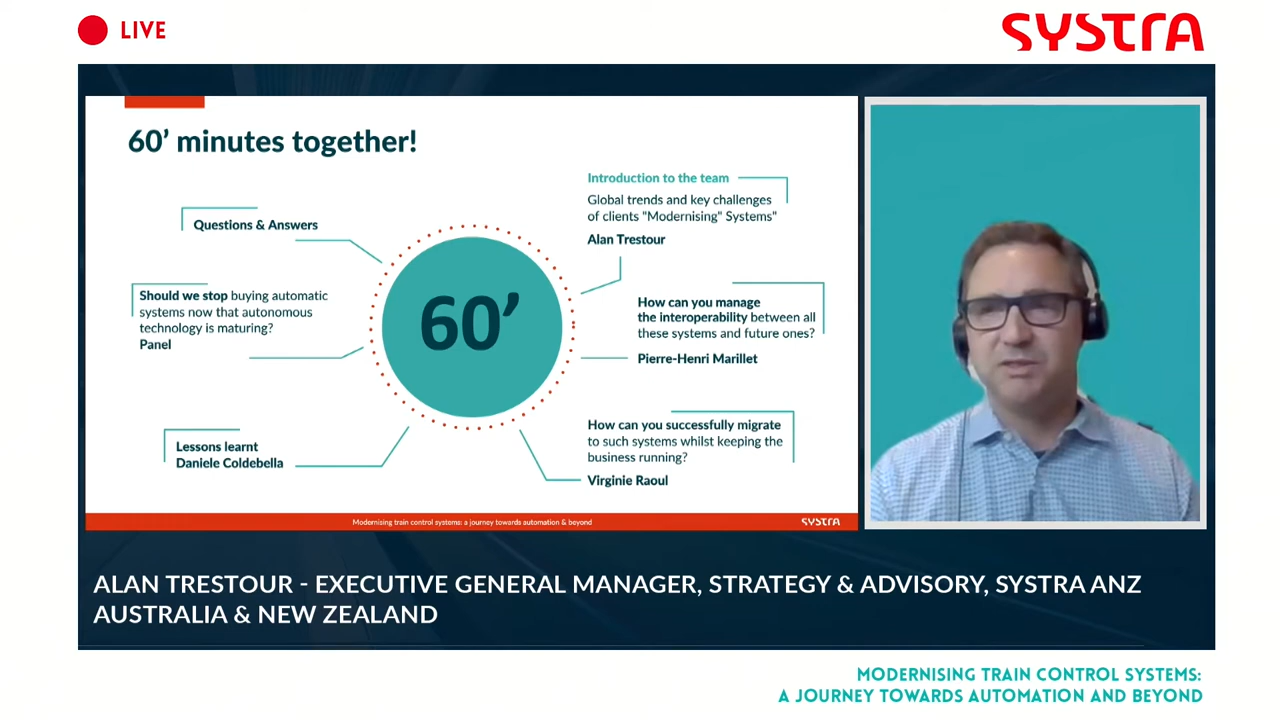 LIVE
SYSTRA
60' minutes together!
Introduction to the team
Global trends and key challenges
of clients "Modernising" Systems"
Alan Trestour
How can you manage
the interoperability between all
these systems and future ones?
Pierre-Henri Marillet
How can you successfully migrate
to such systems whilst keeping the
business running?
Virginie Raoul
Lessons learnt
Daniele Coldebella
Should we stop buying automatic
systems now that autonomous
technology is maturing?
Panel
Questions & Answers
60'
Modernising train control systems: a journey towards automation & beyond
SYSTRA
ALAN TRESTOUR - EXECUTIVE GENERAL MANAGER, STRATEGY & ADVISORY, SYSTRA ANZ
AUSTRALIA & NEW ZEALAND
MODERNISING TRAIN CONTROL SYSTEMS:
A JOURNEY TOWARDS AUTOMATION AND BEYOND